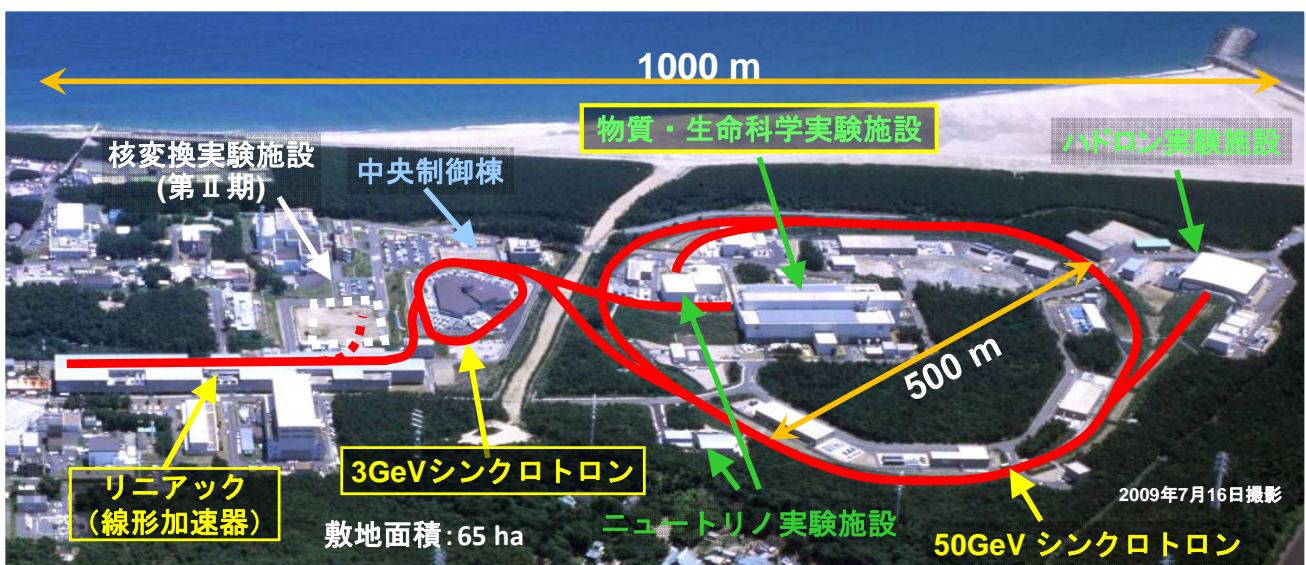 1000 m
物質・生命科学実験施設
ハドロン実験施設
核変換実験施設
(第Ⅱ期)
中央制御棟
500 m
3GeVシンクロトロン
リニアック
（線形加速器）
2009年7月16日撮影
敷地面積:65 ha
ニュートリノ実験施設
50GeV シンクロトロン